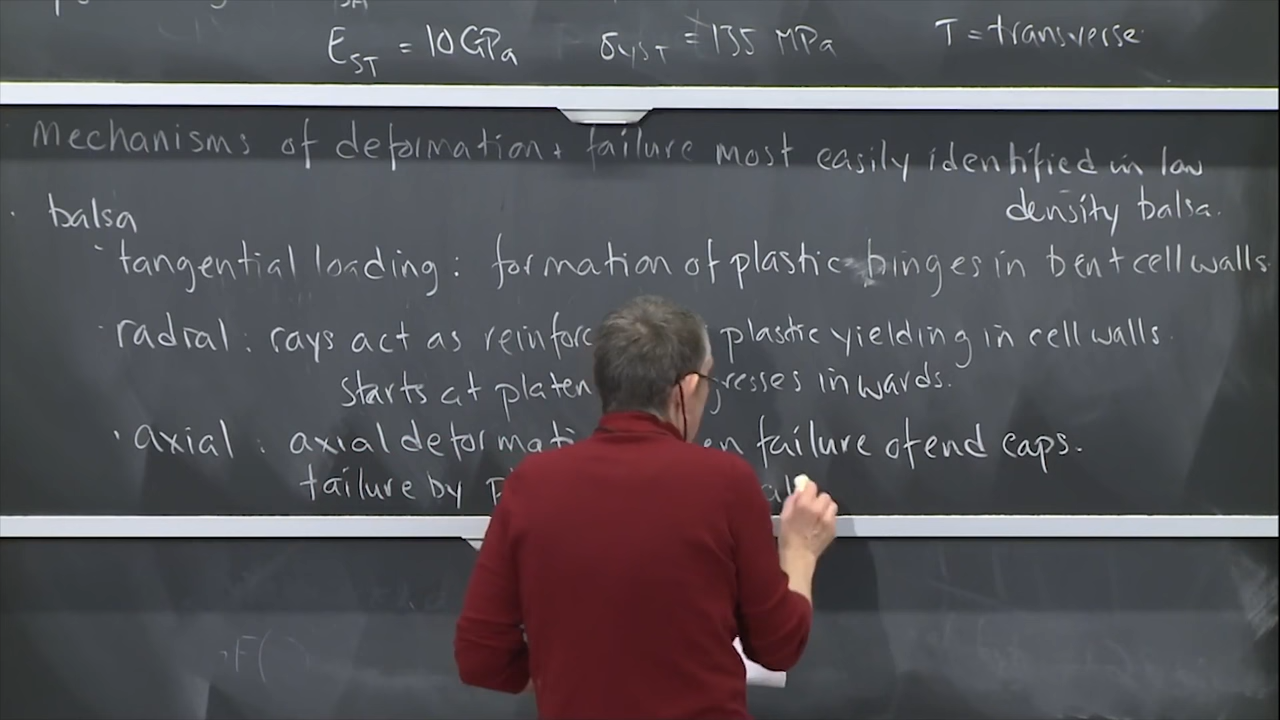 E_ST = 10 GPa σ_ysT = 135 MPa T = transverse
Mechanisms of deformation + failure most easily identified in low
density balsa.
· balsa
· tangential loading : formation of plastic hinges in bent cell walls
· radial : rays act as reinforc plastic yielding in cell walls.
starts at platen resses inwards.
· axial : axial deformati en failure of end caps.
failure by
F()